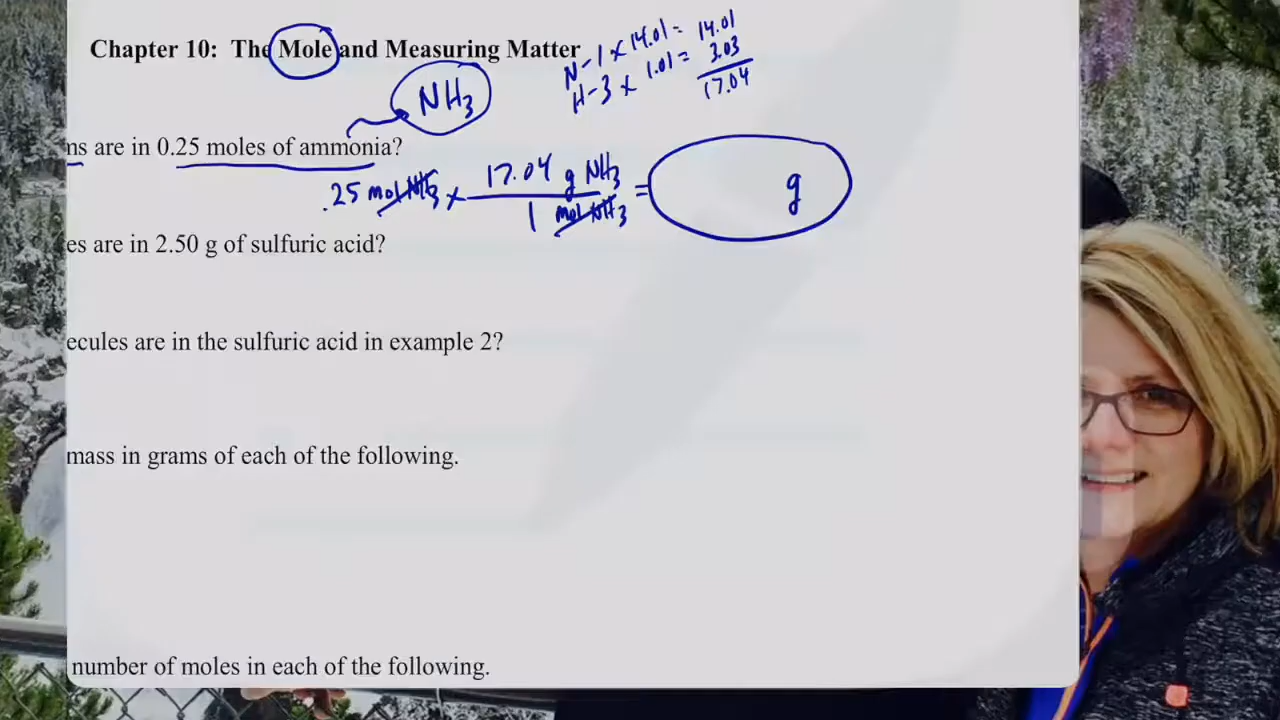 Chapter 10: The Mole and Measuring Matter
N - 1 x 14.01 = 14.01
H - 3 x 1.01 = 3.03
17.04
NH3
ms are in 0.25 moles of ammonia?
.25 mol NH3 x 17.04 g NH3 = g
1 mol NH3
es are in 2.50 g of sulfuric acid?
ecules are in the sulfuric acid in example 2?
mass in grams of each of the following.
number of moles in each of the following.